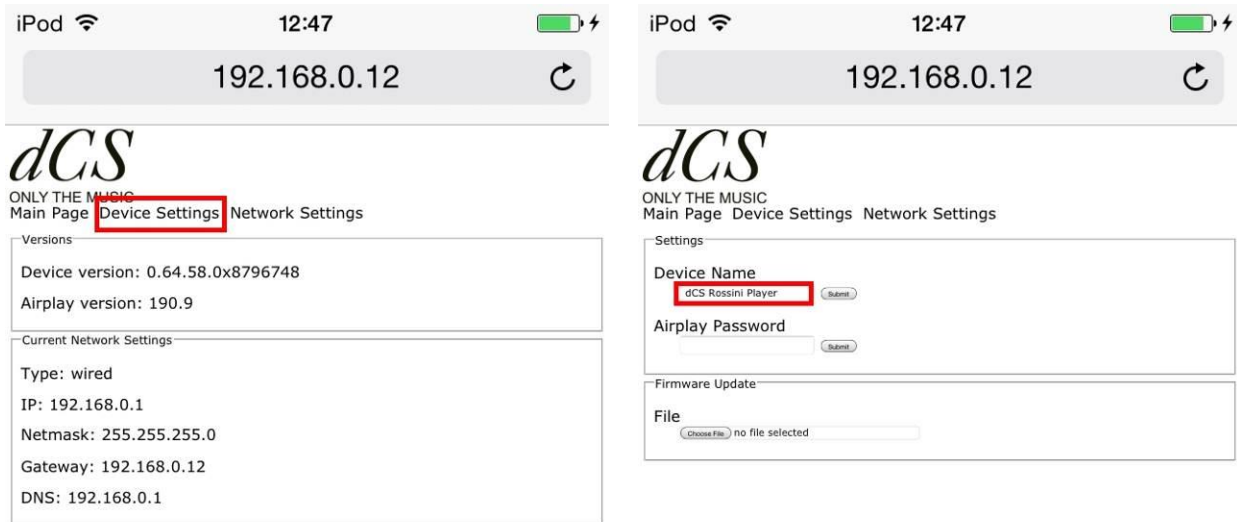 iPod 12:47
192.168.0.12
dCS
ONLY THE MUSIC
Main Page Device Settings Network Settings
Versions
Device version: 0.64.58.0x8796748
Airplay version: 190.9
Current Network Settings
Type: wired
IP: 192.168.0.1
Netmask: 255.255.255.0
Gateway: 192.168.0.12
DNS: 192.168.0.1
iPod 12:47
192.168.0.12
dCS
ONLY THE MUSIC
Main Page Device Settings Network Settings
Settings
Device Name
dCS Rossini Player Submit
Airplay Password
Submit
Firmware Update
File
Choose File no file selected